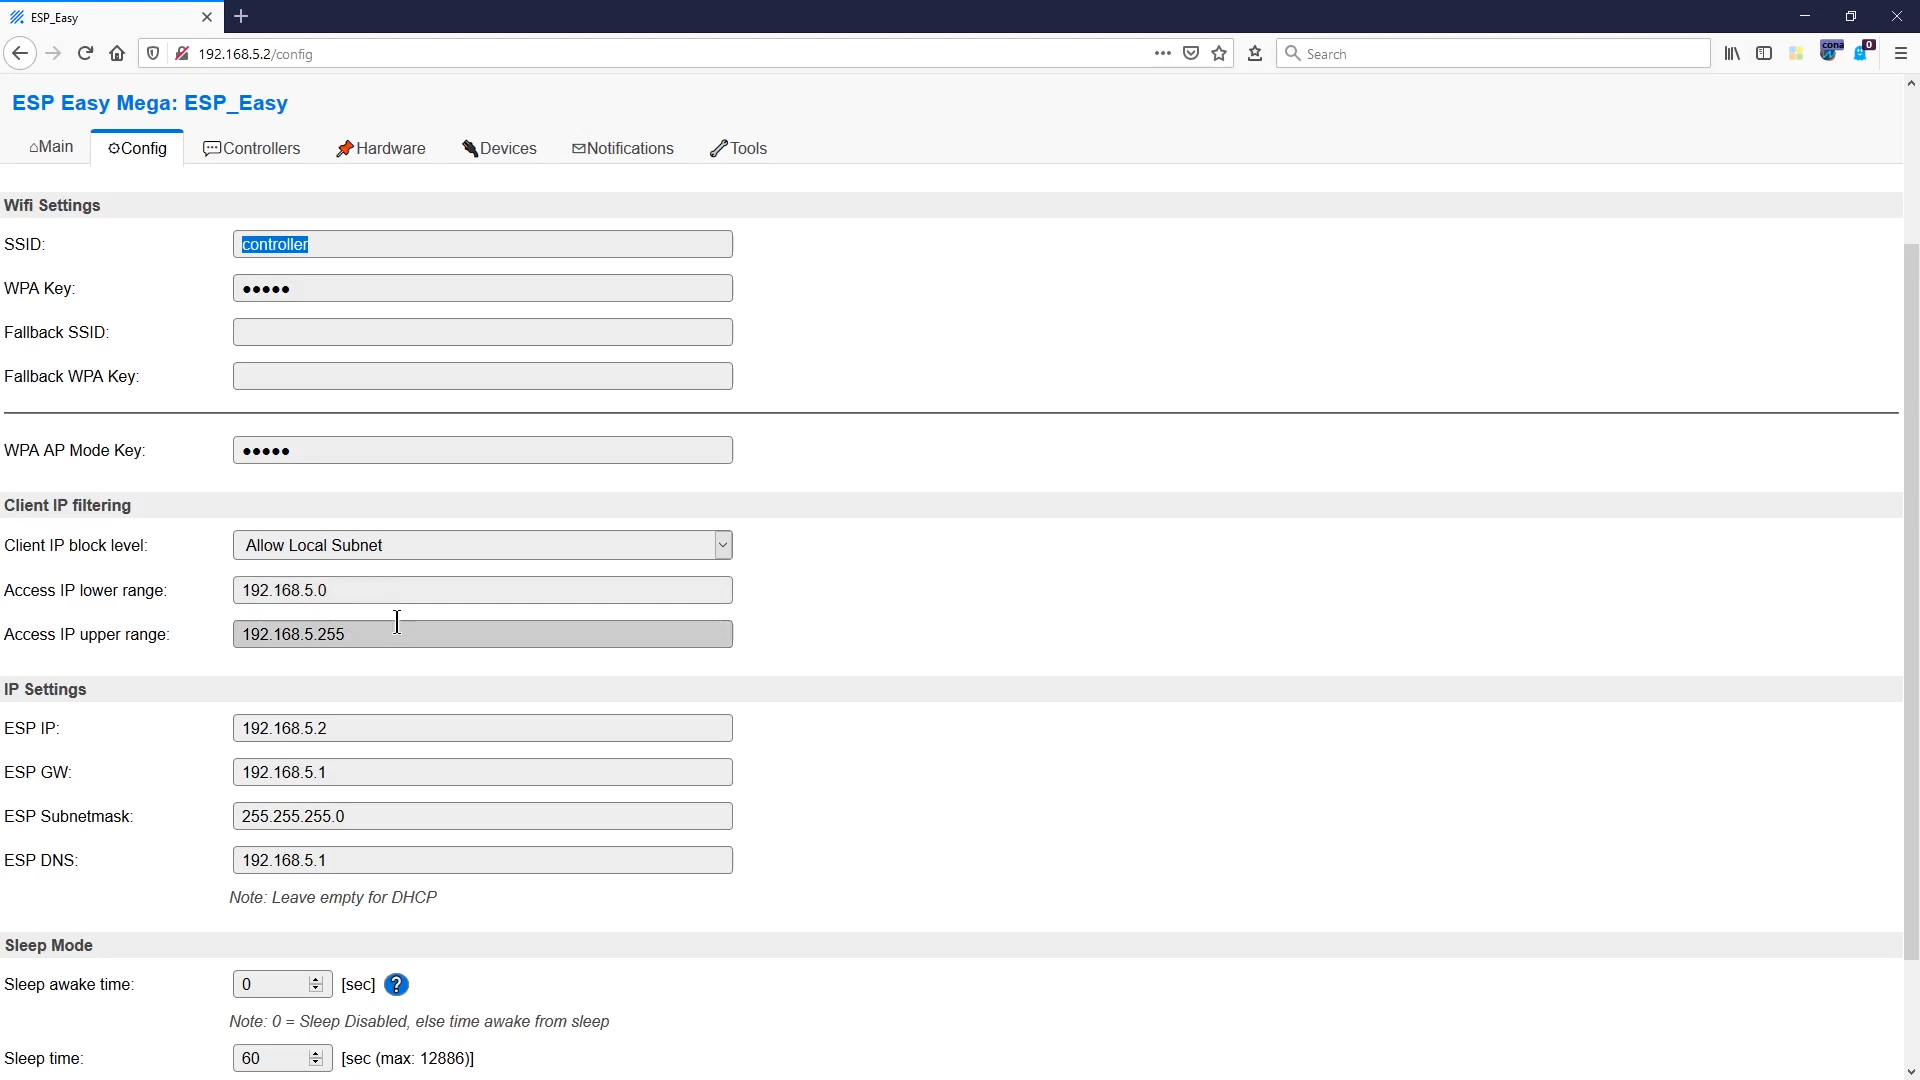 ESP_Easy
192.168.5.2/config
Search
cona
0
ESP Easy Mega: ESP_Easy
Main
Config
Controllers
Hardware
Devices
Notifications
Tools
Wifi Settings
SSID: controller
WPA Key: ●●●●●
Fallback SSID:
Fallback WPA Key:
WPA AP Mode Key: ●●●●●
Client IP filtering
Client IP block level: Allow Local Subnet
Access IP lower range: 192.168.5.0
Access IP upper range: 192.168.5.255
IP Settings
ESP IP: 192.168.5.2
ESP GW: 192.168.5.1
ESP Subnetmask: 255.255.255.0
ESP DNS: 192.168.5.1
Note: Leave empty for DHCP
Sleep Mode
Sleep awake time: 0 [sec] ?
Note: 0 = Sleep Disabled, else time awake from sleep
Sleep time: 60 [sec (max: 12886)]